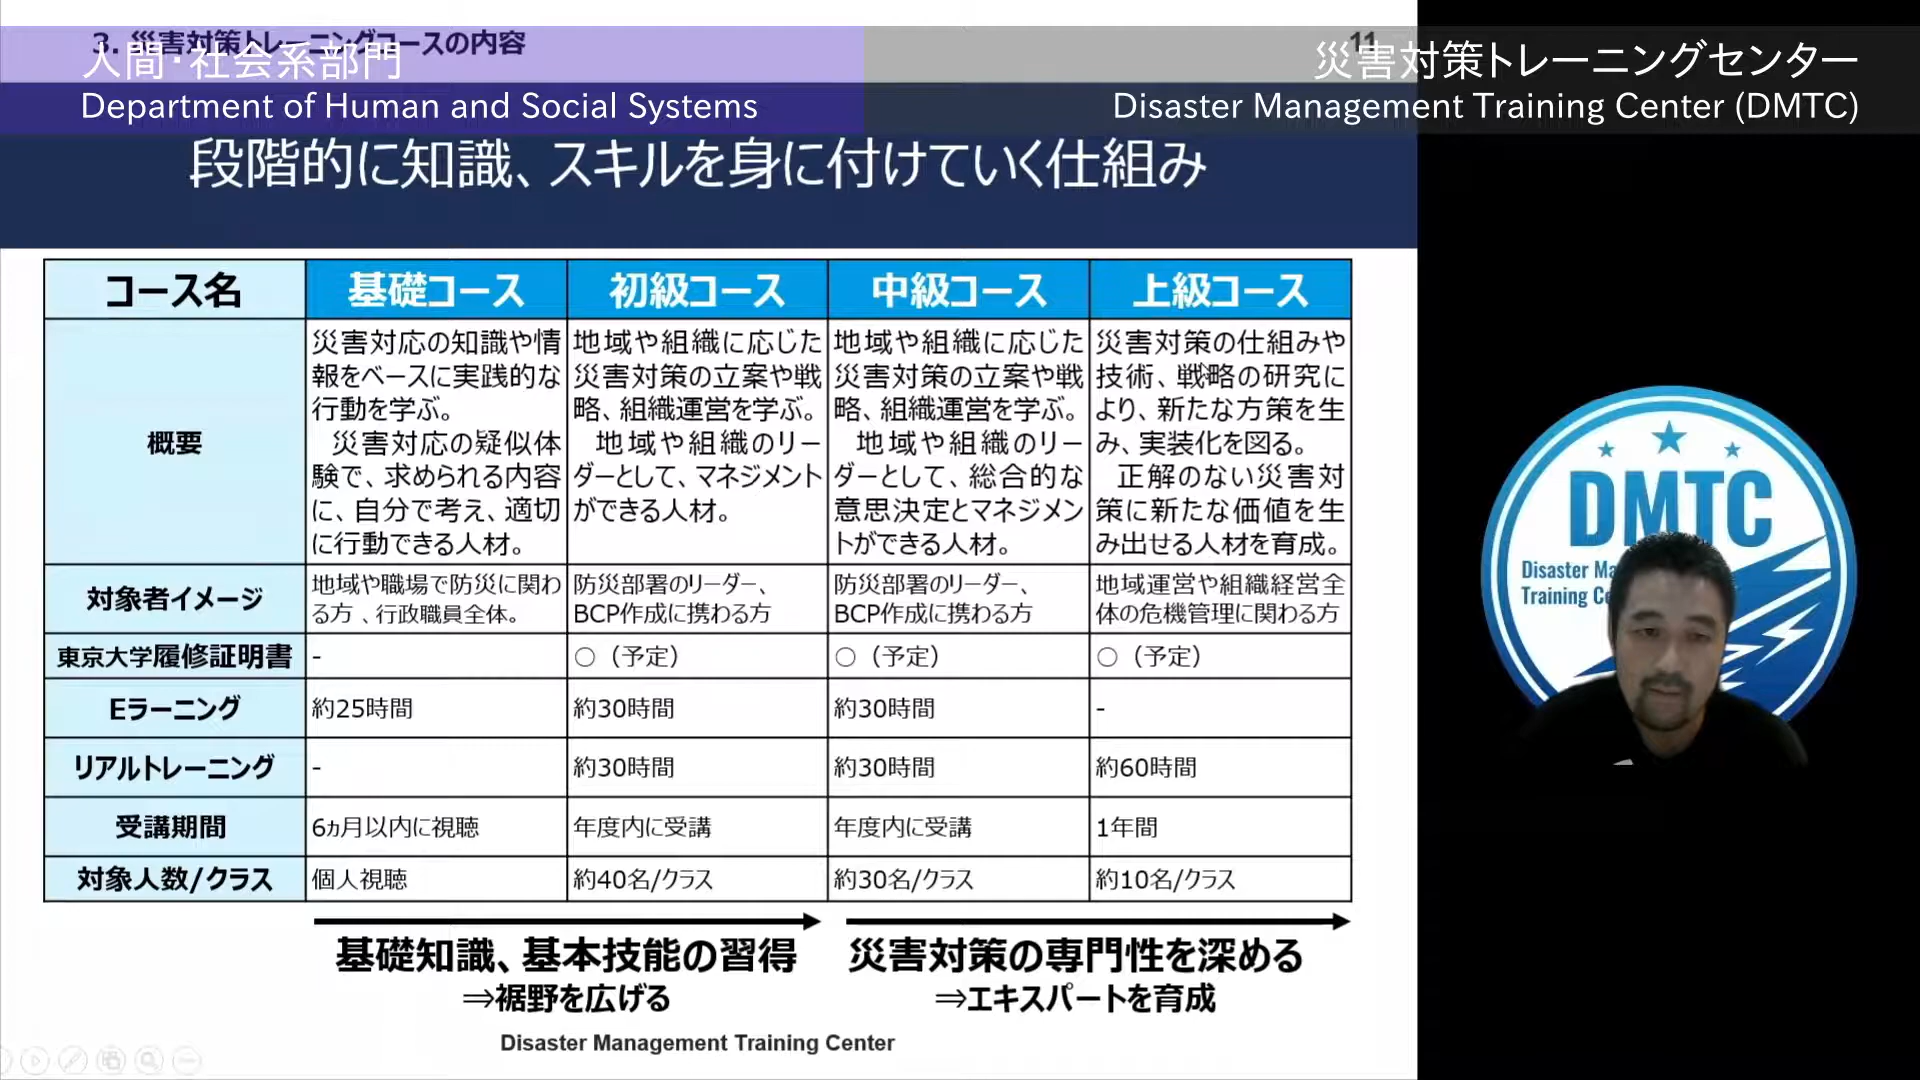 3. 災害対策トレーニングコースの内容
11
人間・社会系部門
Department of Human and Social Systems
災害対策トレーニングセンター
Disaster Management Training Center (DMTC)
段階的に知識、スキルを身に付けていく仕組み
コース名 基礎コース 初級コース 中級コース 上級コース
概要
災害対応の知識や情
報をベースに実践的な
行動を学ぶ。
災害対応の疑似体
験で、求められる内容
に、自分で考え、適切
に行動できる人材。
地域や組織に応じた
災害対策の立案や戦
略、組織運営を学ぶ。
地域や組織のリー
ダーとして、マネジメント
ができる人材。
地域や組織に応じた
災害対策の立案や戦
略、組織運営を学ぶ。
地域や組織のリー
ダーとして、総合的な
意思決定とマネジメン
トができる人材。
災害対策の仕組みや
技術、戦略の研究に
より、新たな方策を生
み、実装化を図る。
正解のない災害対
策に新たな価値を生
み出せる人材を育成。
対象者イメージ
地域や職場で防災に関わ
る方 、行政職員全体。
防災部署のリーダー、
BCP作成に携わる方
防災部署のリーダー、
BCP作成に携わる方
地域運営や組織経営全
体の危機管理に関わる方
東京大学履修証明書 - ○（予定） ○（予定） ○（予定）
Eラーニング 約25時間 約30時間 約30時間 -
リアルトレーニング - 約30時間 約30時間 約60時間
受講期間 6ヵ月以内に視聴 年度内に受講 年度内に受講 1年間
対象人数/クラス 個人視聴 約40名/クラス 約30名/クラス 約10名/クラス
基礎知識、基本技能の習得
⇒裾野を広げる
災害対策の専門性を深める
⇒エキスパートを育成
Disaster Management Training Center
DMTC
Disaster
Training